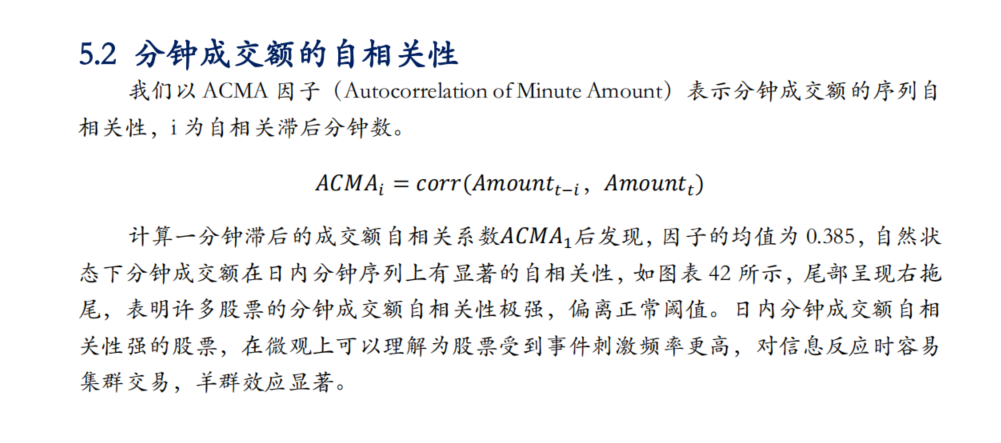 5.2 分钟成交额的自相关性
我们以 ACMA 因子（Autocorrelation of Minute Amount）表示分钟成交额的序列自
相关性，i 为自相关滞后分钟数。
ACMAᵢ = corr(Amountₜ₋ᵢ，Amountₜ)
计算一分钟滞后的成交额自相关系数ACMA₁后发现，因子的均值为 0.385，自然状
态下分钟成交额在日内分钟序列上有显著的自相关性，如图表 42 所示，尾部呈现右拖
尾，表明许多股票的分钟成交额自相关性极强，偏离正常阈值。日内分钟成交额自相
关性强的股票，在微观上可以理解为股票受到事件刺激频率更高，对信息反应时容易
集群交易，羊群效应显著。